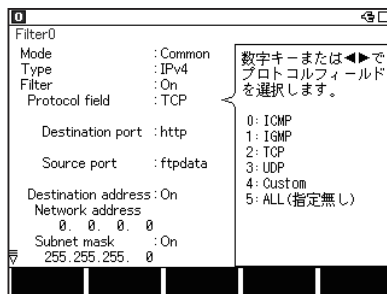 0
Filter0
Mode : Common
Type : IPv4
Filter : On
Protocol field : TCP
Destination port : http
Source port : ftpdata
Destination address : On
Network address
0. 0. 0. 0
Subnet mask : On
255.255.255. 0
数字キーまたは◀▶で
プロトコルフィールド
を選択します。
0: ICMP
1: IGMP
2: TCP
3: UDP
4: Custom
5: ALL(指定無し)